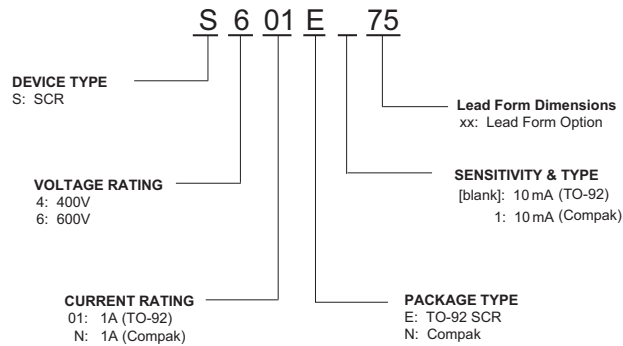 S 6 01 E _ 75
DEVICE TYPE
S: SCR
Lead Form Dimensions
xx: Lead Form Option
VOLTAGE RATING
4: 400V
6: 600V
SENSITIVITY & TYPE
[blank]: 10 mA (TO-92)
1: 10 mA (Compak)
CURRENT RATING
01: 1A (TO-92)
N: 1A (Compak)
PACKAGE TYPE
E: TO-92 SCR
N: Compak